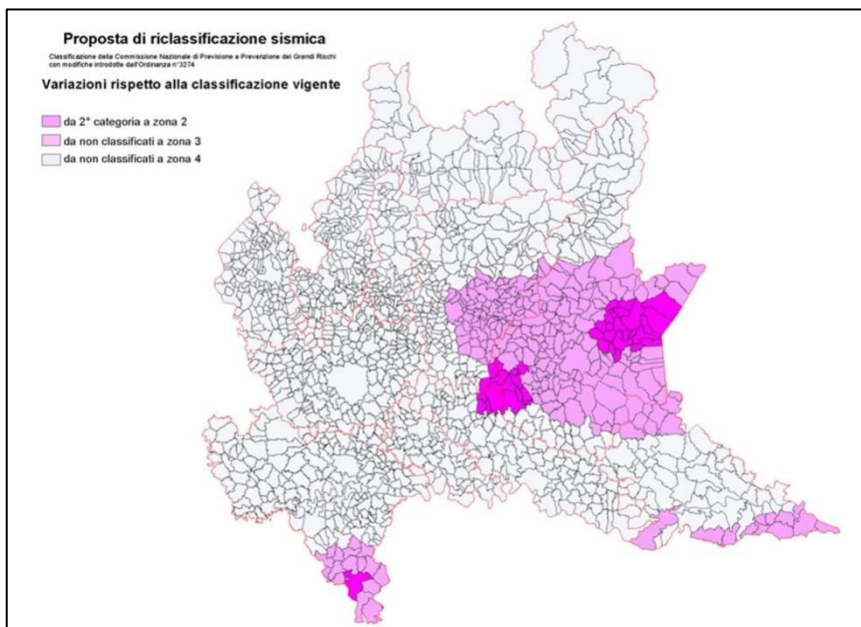 Proposta di riclassificazione sismica
Classificazione della Commissione Nazionale di Previsione e Prevenzione dei Grandi Rischi
con modifiche introdotte dall'Ordinanza n°3274
Variazioni rispetto alla classificazione vigente
da 2° categoria a zona 2
da non classificati a zona 3
da non classificati a zona 4